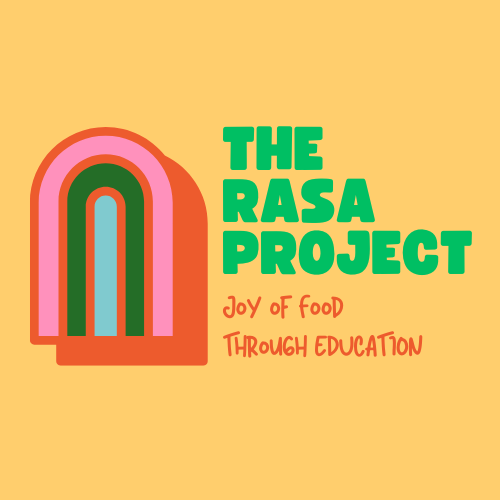 THE
RASA
PROJECT
JOY OF FOOD
THROUGH EDUCATION